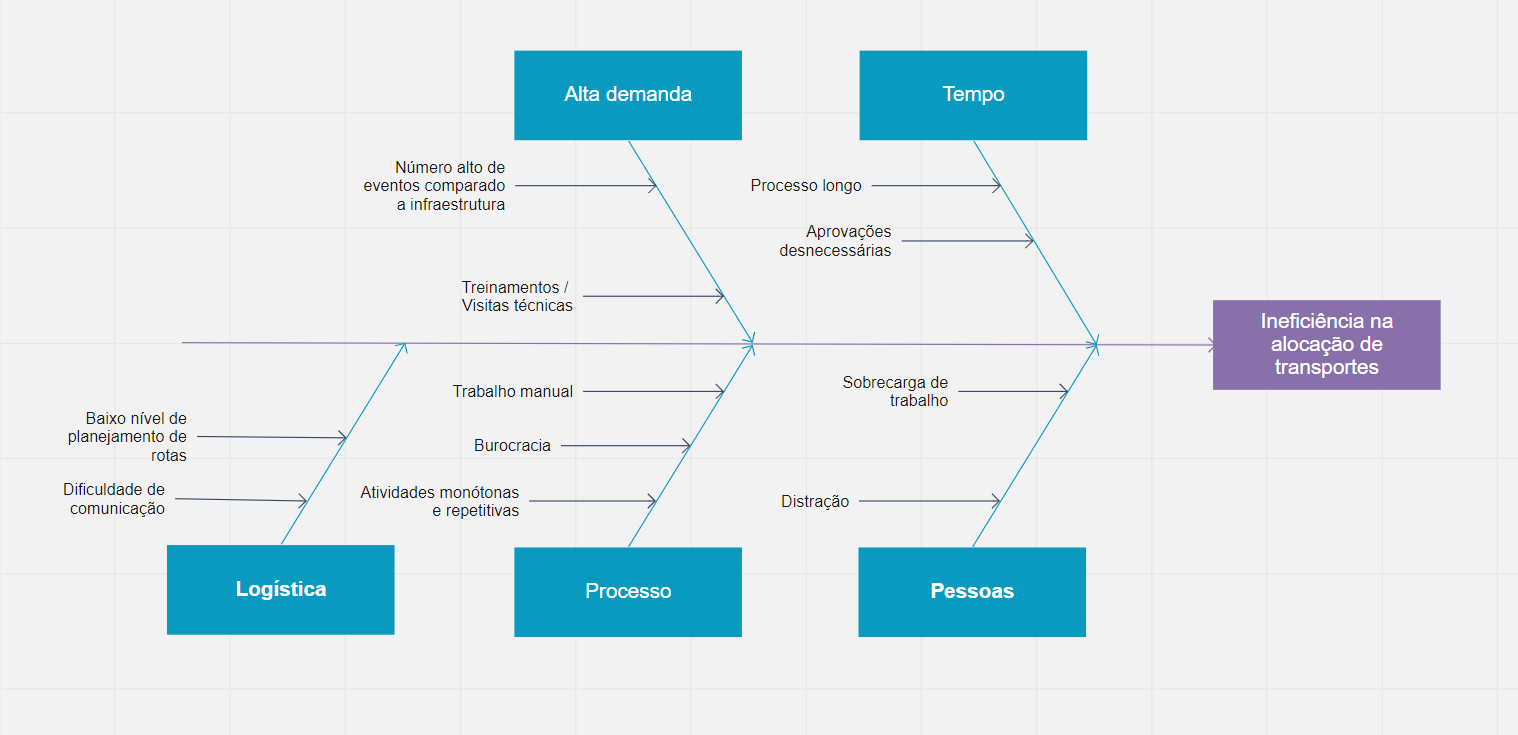 Alta demanda
Tempo
Número alto de
eventos comparado
a infraestrutura
Processo longo
Aprovações
desnecessárias
Treinamentos /
Visitas técnicas
Ineficiência na
alocação de
transportes
Trabalho manual
Sobrecarga de
trabalho
Baixo nível de
planejamento de
rotas
Burocracia
Dificuldade de
comunicação
Atividades monótonas
e repetitivas
Distração
Logística
Processo
Pessoas